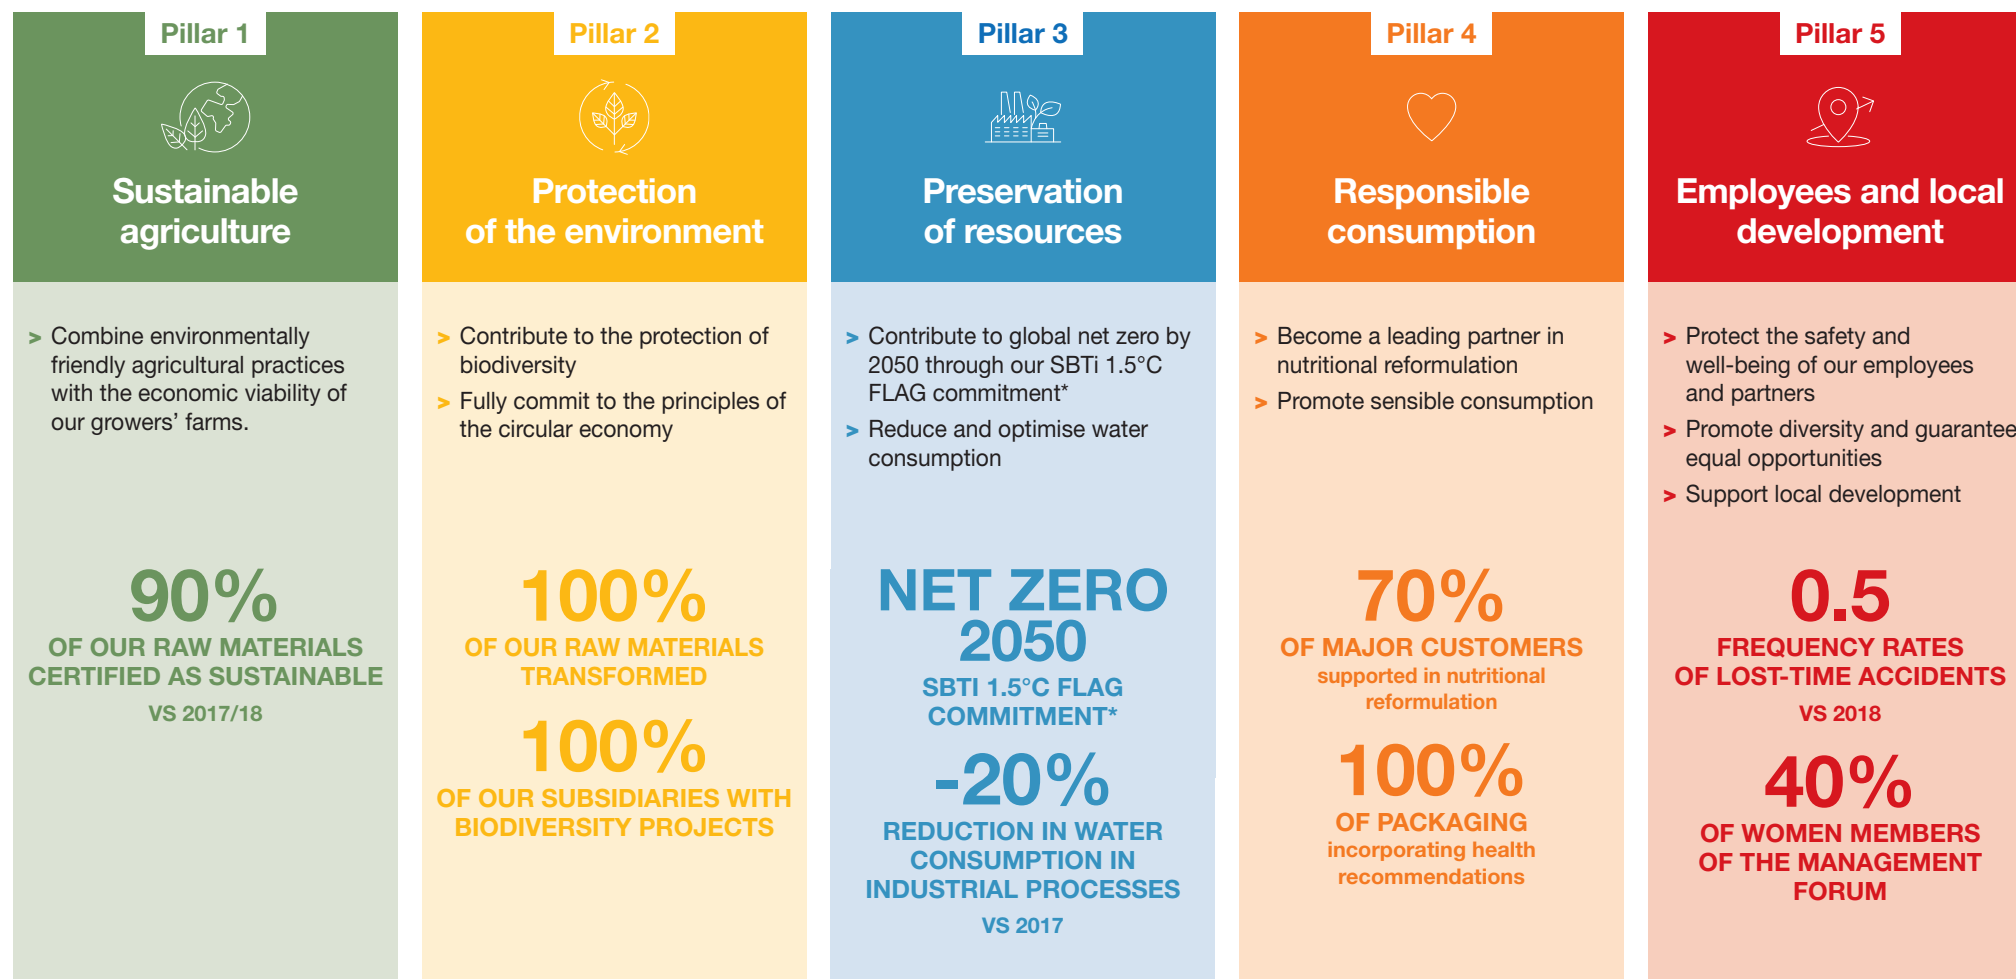 Pillar 1
Sustainable
agriculture
> Combine environmentally
friendly agricultural practices
with the economic viability of
our growers’ farms.
90%
OF OUR RAW MATERIALS
CERTIFIED AS SUSTAINABLE
VS 2017/18
Pillar 2
Protection
of the environment
> Contribute to the protection of
biodiversity
> Fully commit to the principles of
the circular economy
100%
OF OUR RAW MATERIALS
TRANSFORMED
100%
OF OUR SUBSIDIARIES WITH
BIODIVERSITY PROJECTS
Pillar 3
Preservation
of resources
> Contribute to global net zero by
2050 through our SBTi 1.5°C
FLAG commitment*
> Reduce and optimise water
consumption
NET ZERO
2050
SBTI 1.5°C FLAG
COMMITMENT*
-20%
REDUCTION IN WATER
CONSUMPTION IN
INDUSTRIAL PROCESSES
VS 2017
Pillar 4
Responsible
consumption
> Become a leading partner in
nutritional reformulation
> Promote sensible consumption
70%
OF MAJOR CUSTOMERS
supported in nutritional
reformulation
100%
OF PACKAGING
incorporating health
recommendations
Pillar 5
Employees and local
development
> Protect the safety and
well-being of our employees
and partners
> Promote diversity and guarantee
equal opportunities
> Support local development
0.5
FREQUENCY RATES
OF LOST-TIME ACCIDENTS
VS 2018
40%
OF WOMEN MEMBERS
OF THE MANAGEMENT
FORUM